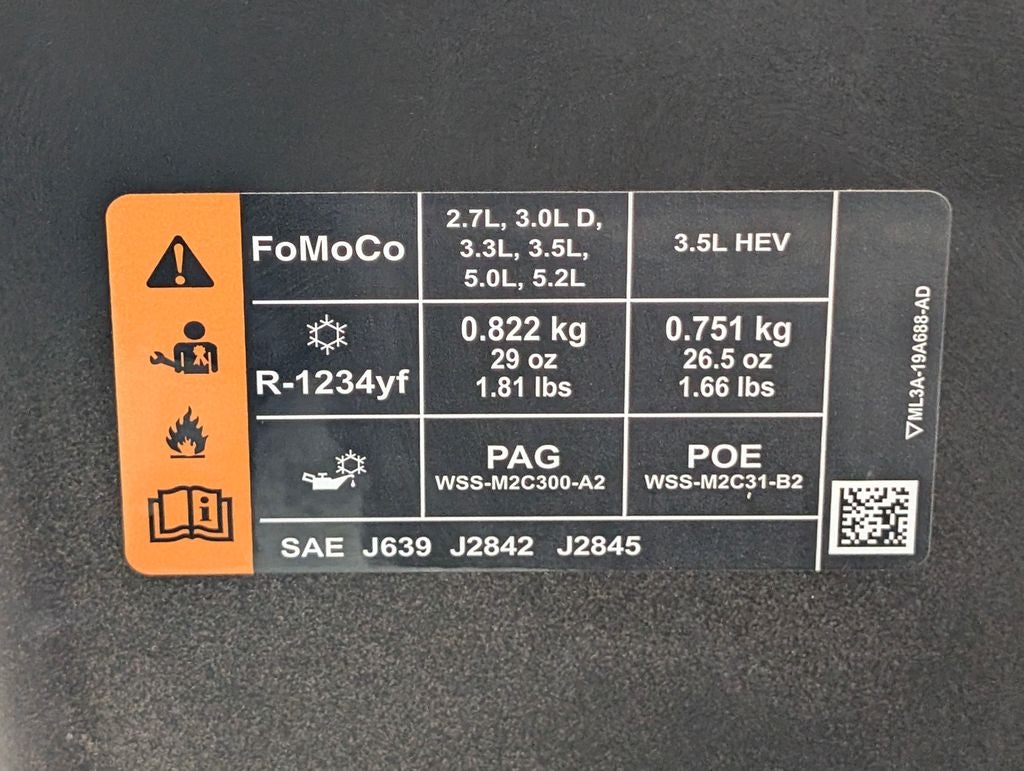 FoMoCo
2.7L, 3.0L D,
3.3L, 3.5L,
5.0L, 5.2L
3.5L HEV
R-1234yf
0.822 kg
29 oz
1.81 lbs
0.751 kg
26.5 oz
1.66 lbs
PAG
WSS-M2C300-A2
POE
WSS-M2C31-B2
SAE J639 J2842 J2845
ML3A-19A688-AD